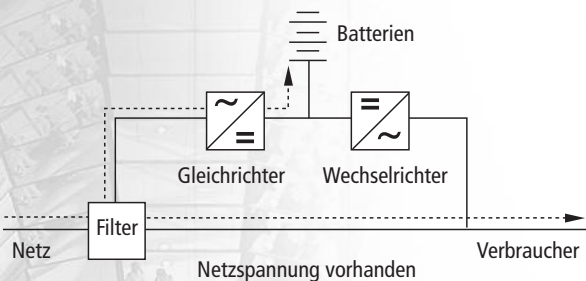 Batterien
Gleichrichter
Wechselrichter
Filter
Netz
Verbraucher
Netzspannung vorhanden